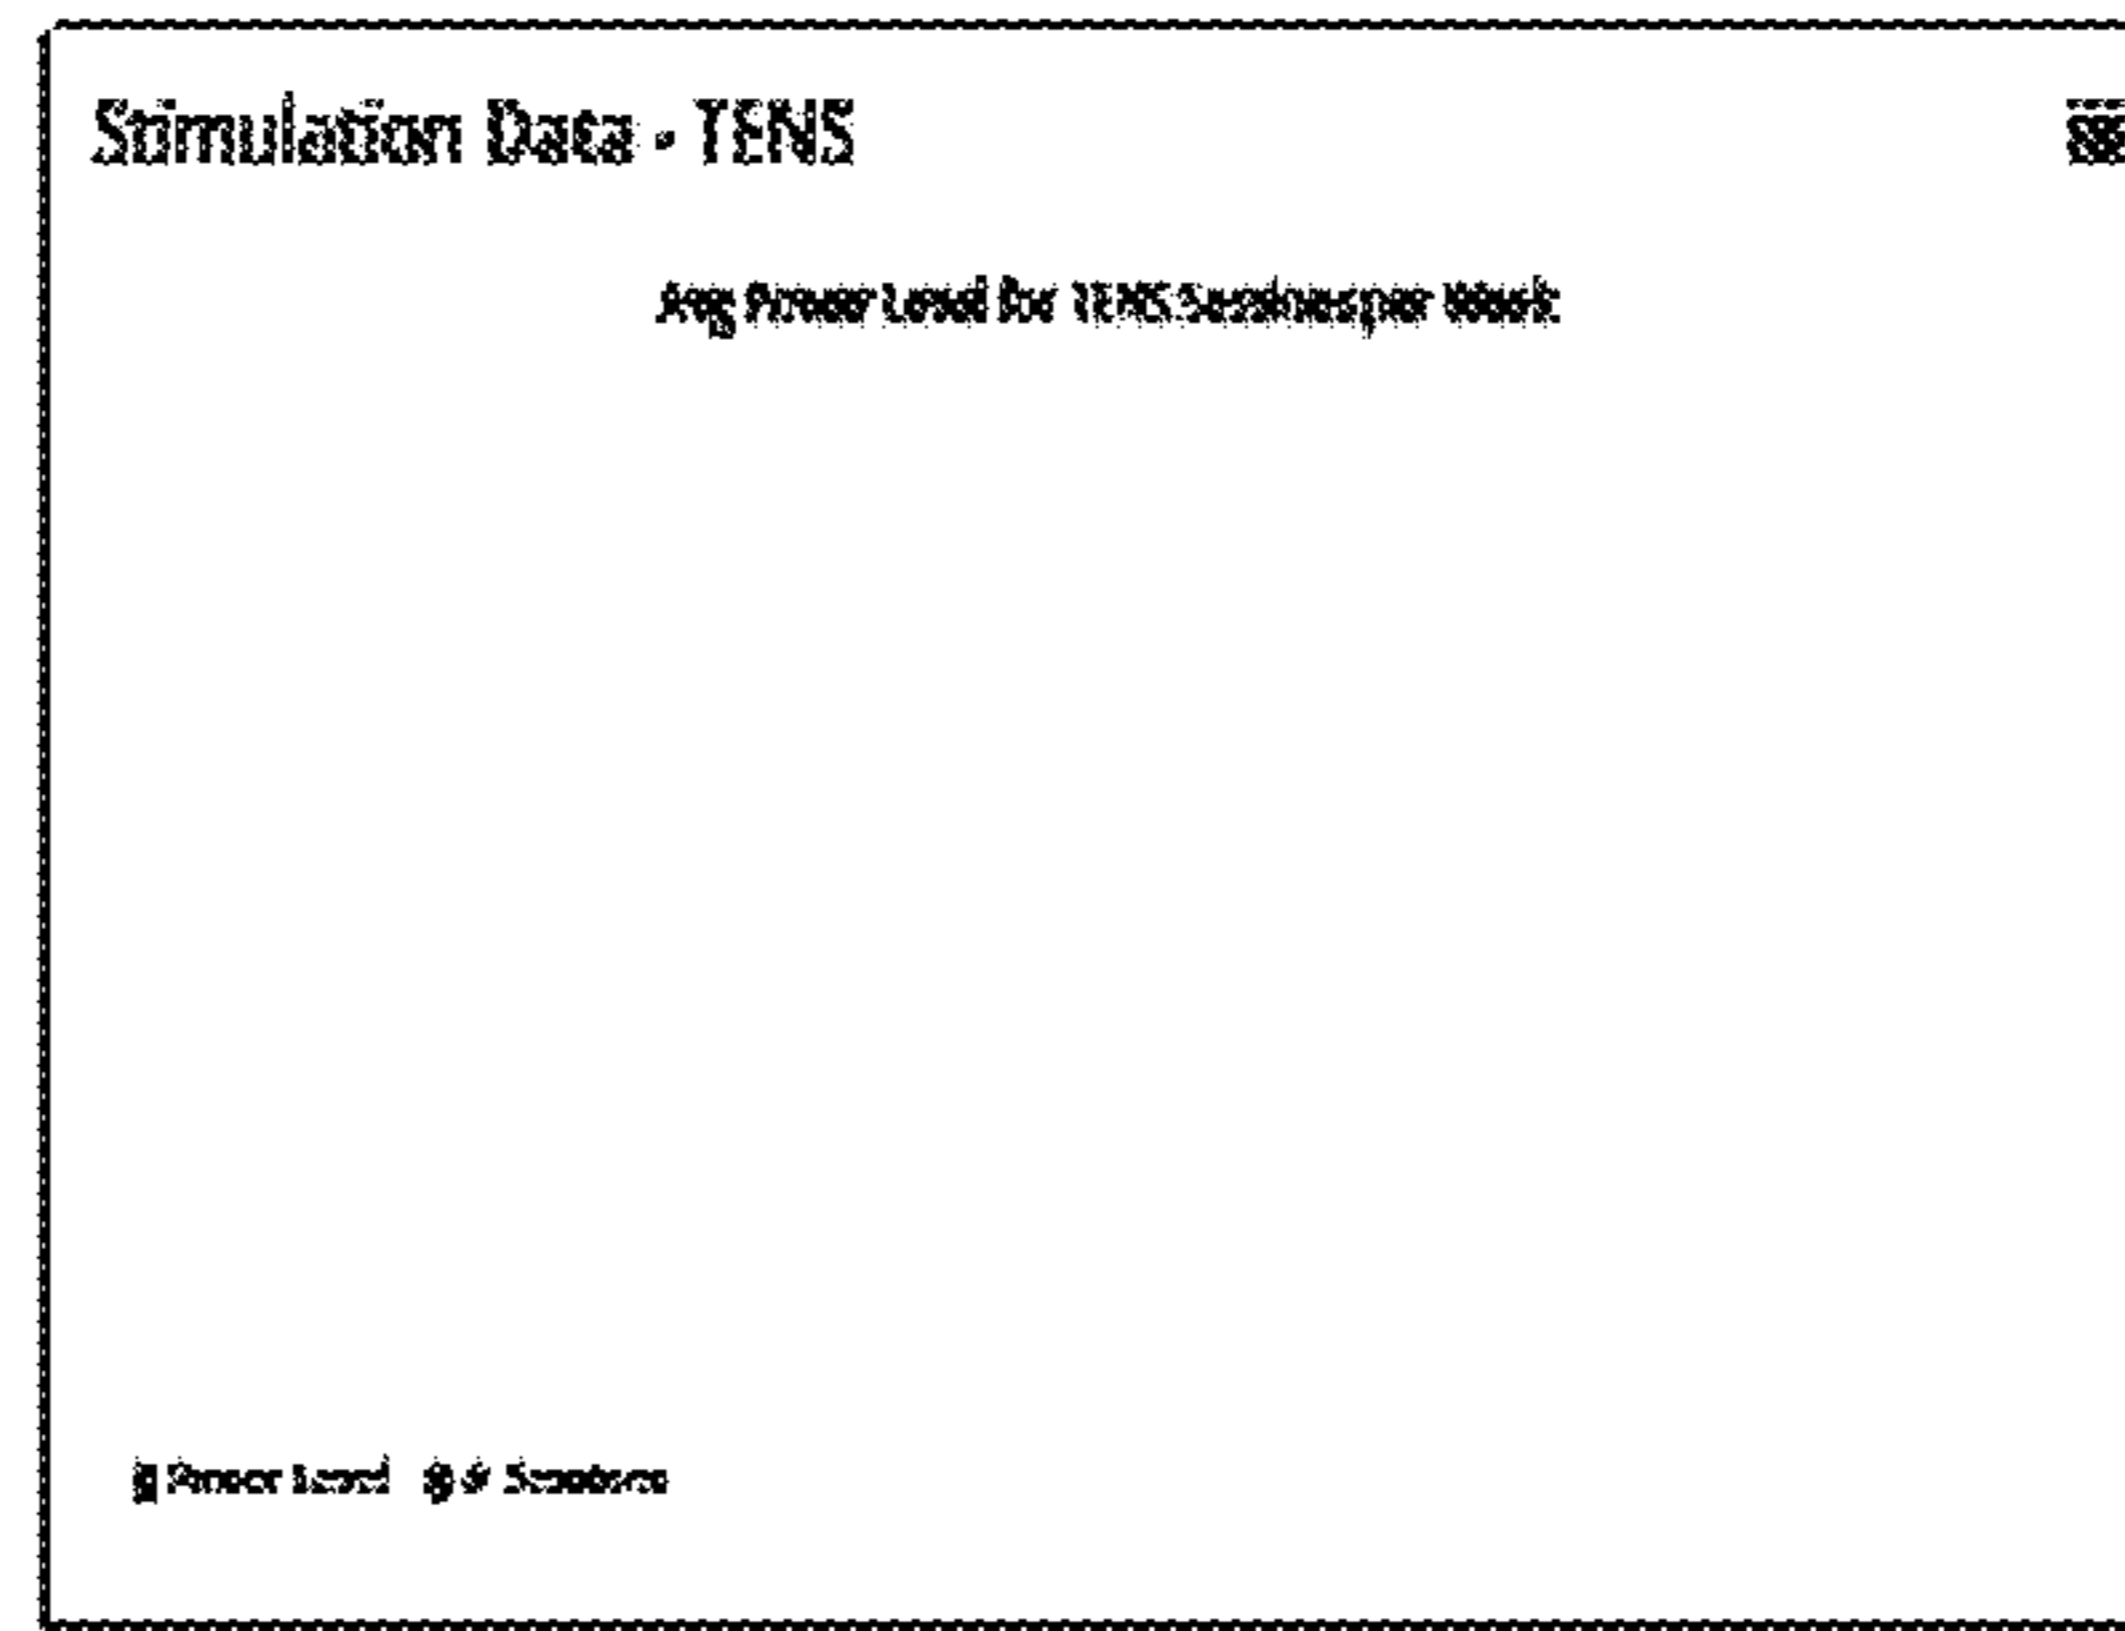 Stimulation Data - TENS
Avg Power Level for TENS Sessions per Week
Power Level # Sessions